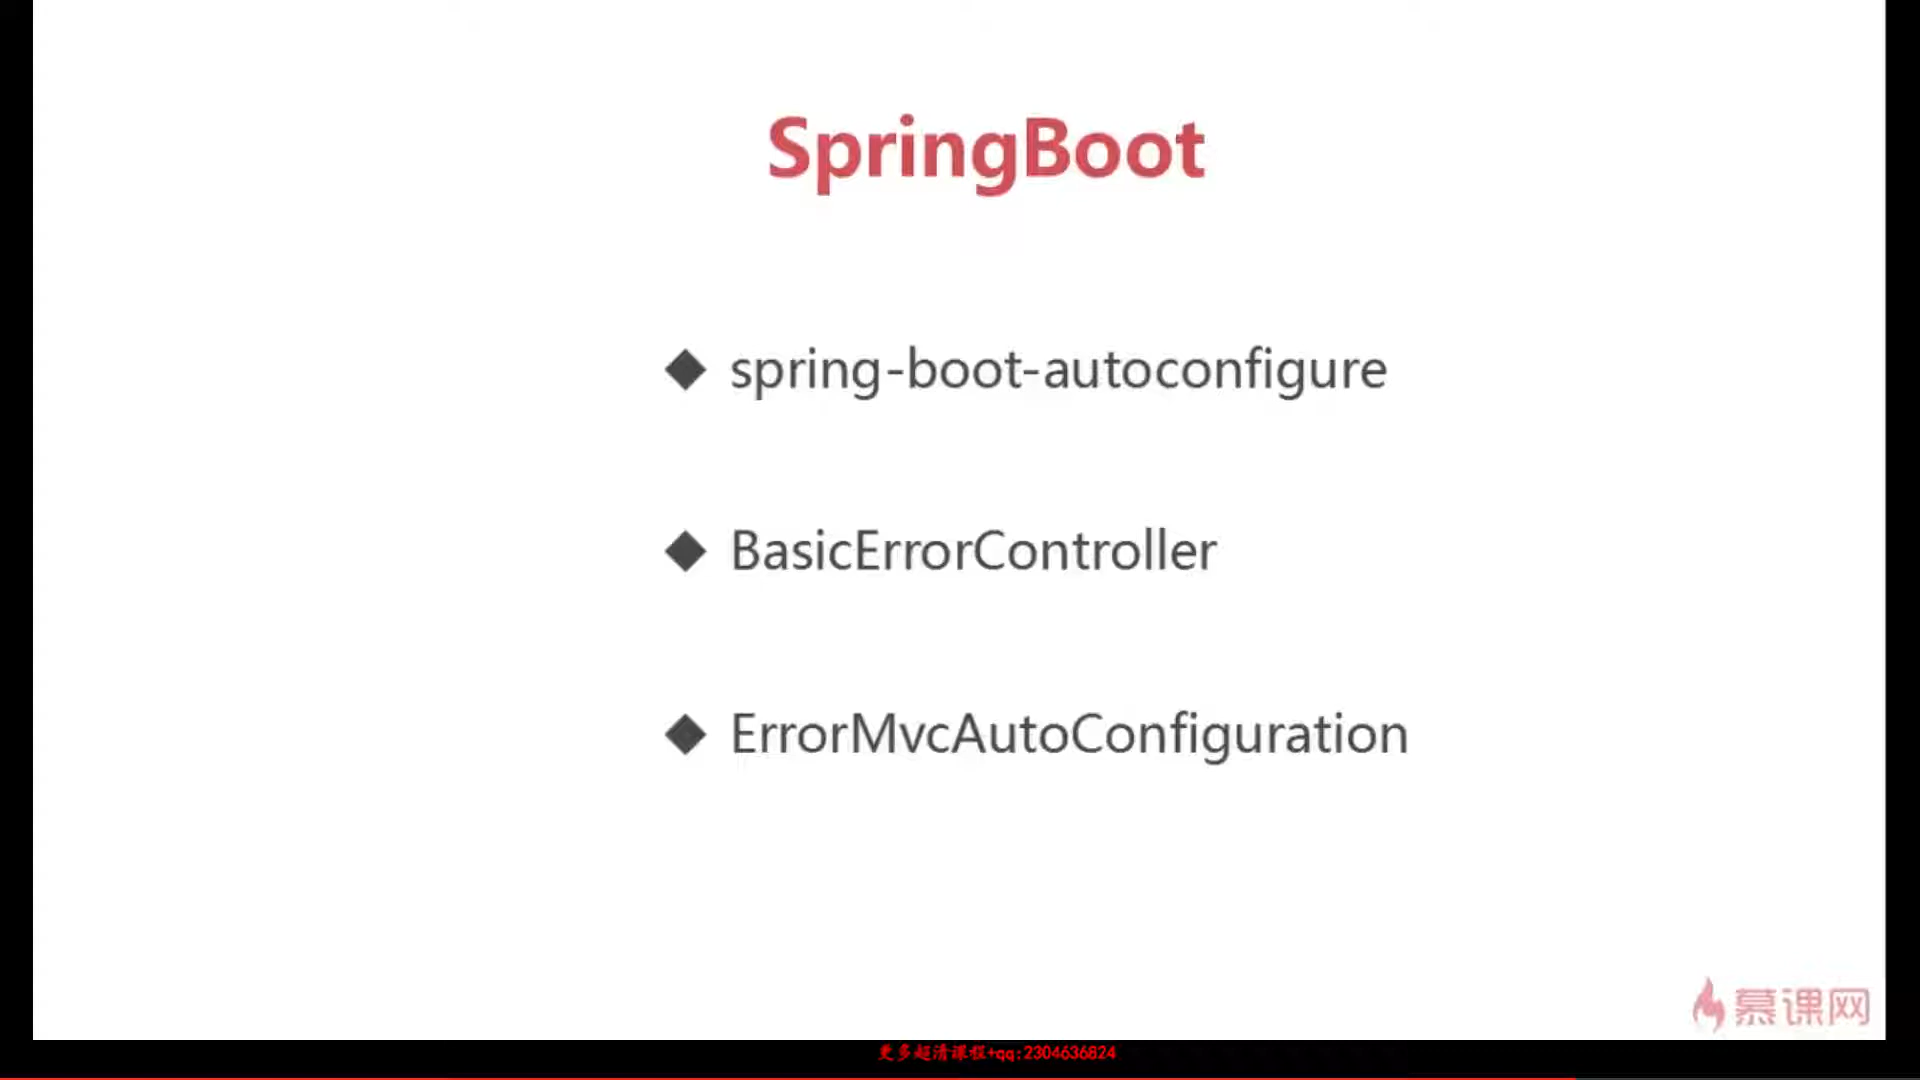 SpringBoot
◆ spring-boot-autoconfigure
◆ BasicErrorController
◆ ErrorMvcAutoConfiguration
慕课网
更多超清课程+qq:2304636824